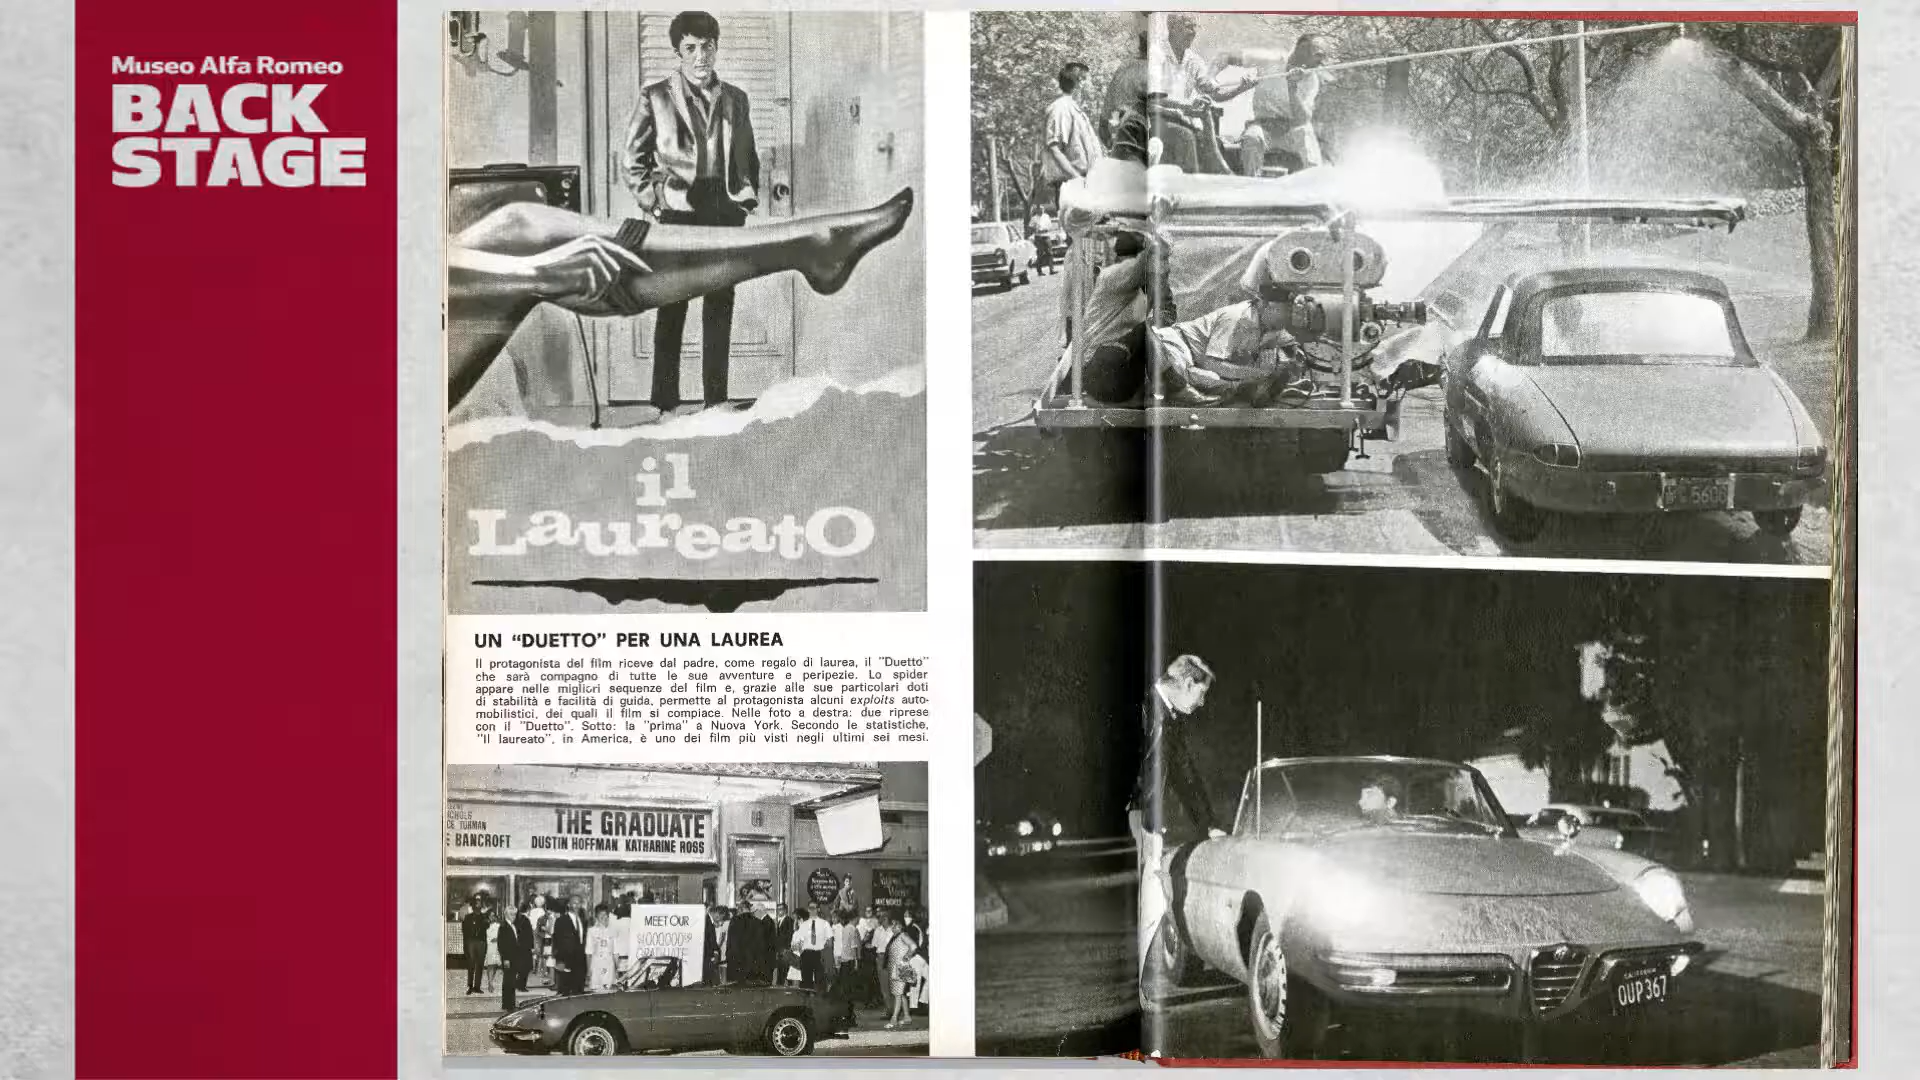 Museo Alfa Romeo
BACK
STAGE
il
Laureato
UN "DUETTO" PER UNA LAUREA
Il protagonista del film riceve dal padre, come regalo di laurea, il "Duetto"
che sarà compagno di tutte le sue avventure e peripezie. Lo spider
appare nelle migliori sequenze del film e, grazie alle sue particolari doti
di stabilità e facilità di guida, permette al protagonista alcuni exploits auto-
mobilistici, dei quali il film si compiace. Nelle foto a destra: due riprese
con il "Duetto". Sotto: la "prima" a Nuova York. Secondo le statistiche,
"Il laureato", in America, è uno dei film più visti negli ultimi sei mesi.
THE GRADUATE
BANCROFT DUSTIN HOFFMAN KATHARINE ROSS
MEET OUR
GRADUATE
CALIFORNIA
OUP 367